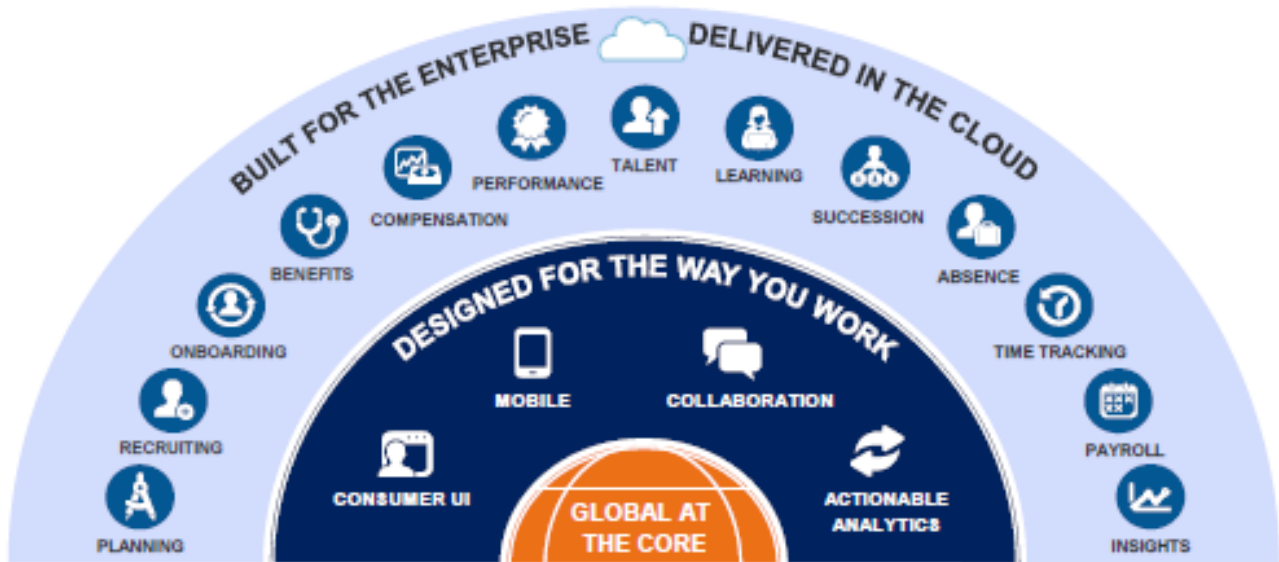 BUILT FOR THE ENTERPRISE DELIVERED IN THE CLOUD
PLANNING
RECRUITING
ONBOARDING
BENEFITS
COMPENSATION
PERFORMANCE
TALENT
LEARNING
SUCCESSION
ABSENCE
TIME TRACKING
PAYROLL
INSIGHTS
DESIGNED FOR THE WAY YOU WORK
CONSUMER UI
MOBILE
COLLABORATION
ACTIONABLE
ANALYTICS
GLOBAL AT
THE CORE